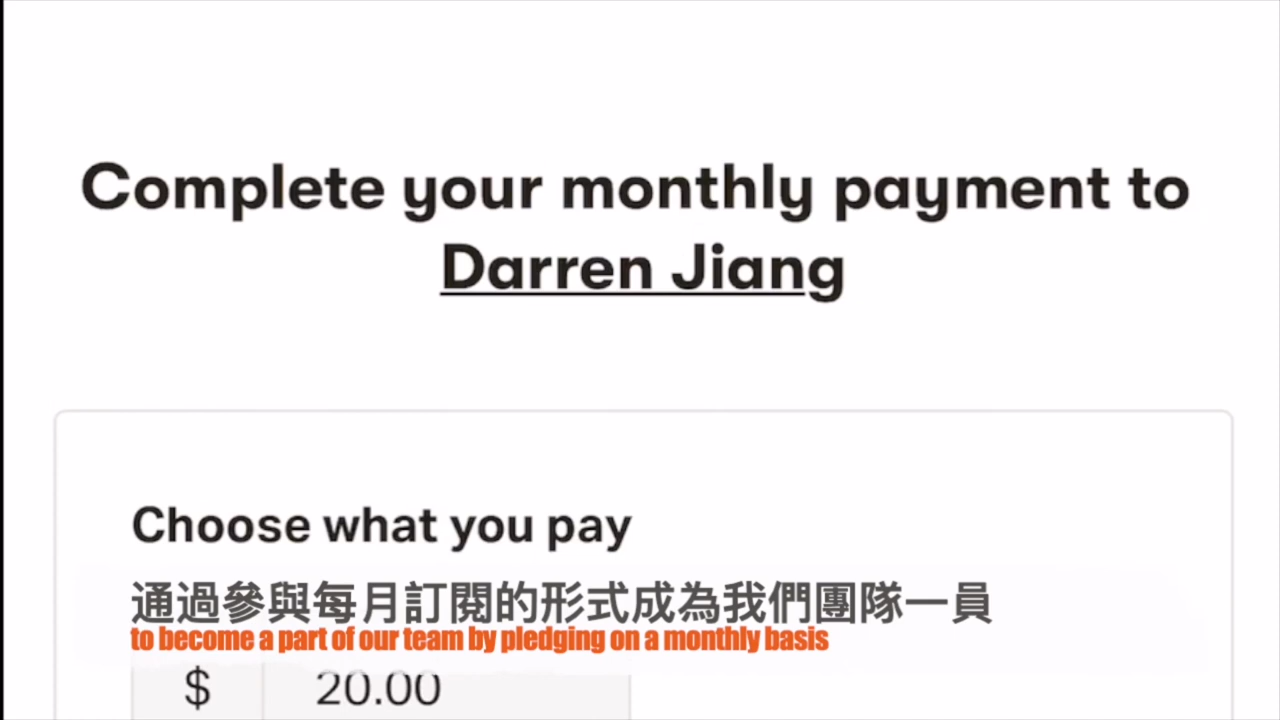 Complete your monthly payment to
Darren Jiang
Choose what you pay
通過參與每月訂閱的形式成為我們團隊一員
to become a part of our team by pledging on a monthly basis
$ 20.00